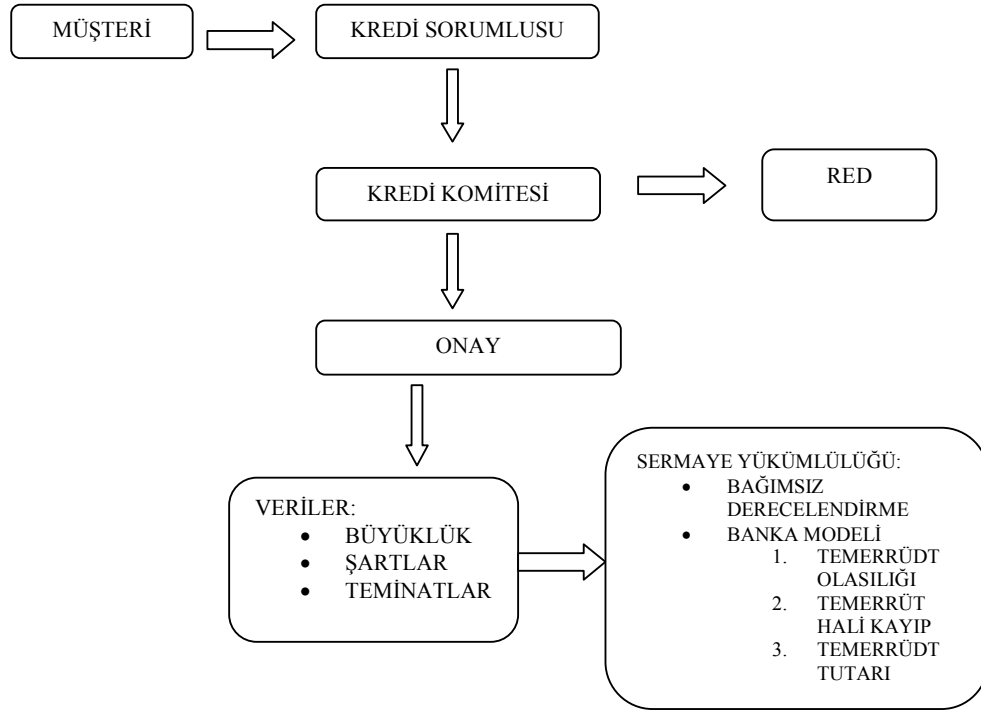 MÜŞTERİ
KREDİ SORUMLUSU
KREDİ KOMİTESİ
RED
ONAY
VERİLER:
• BÜYÜKLÜK
• ŞARTLAR
• TEMİNATLAR
SERMAYE YÜKÜMLÜLÜĞÜ:
• BAĞIMSIZ
DERECELENDİRME
• BANKA MODELİ
1. TEMERRÜDT
OLASILIĞI
2. TEMERRÜT
HALİ KAYIP
3. TEMERRÜDT
TUTARI